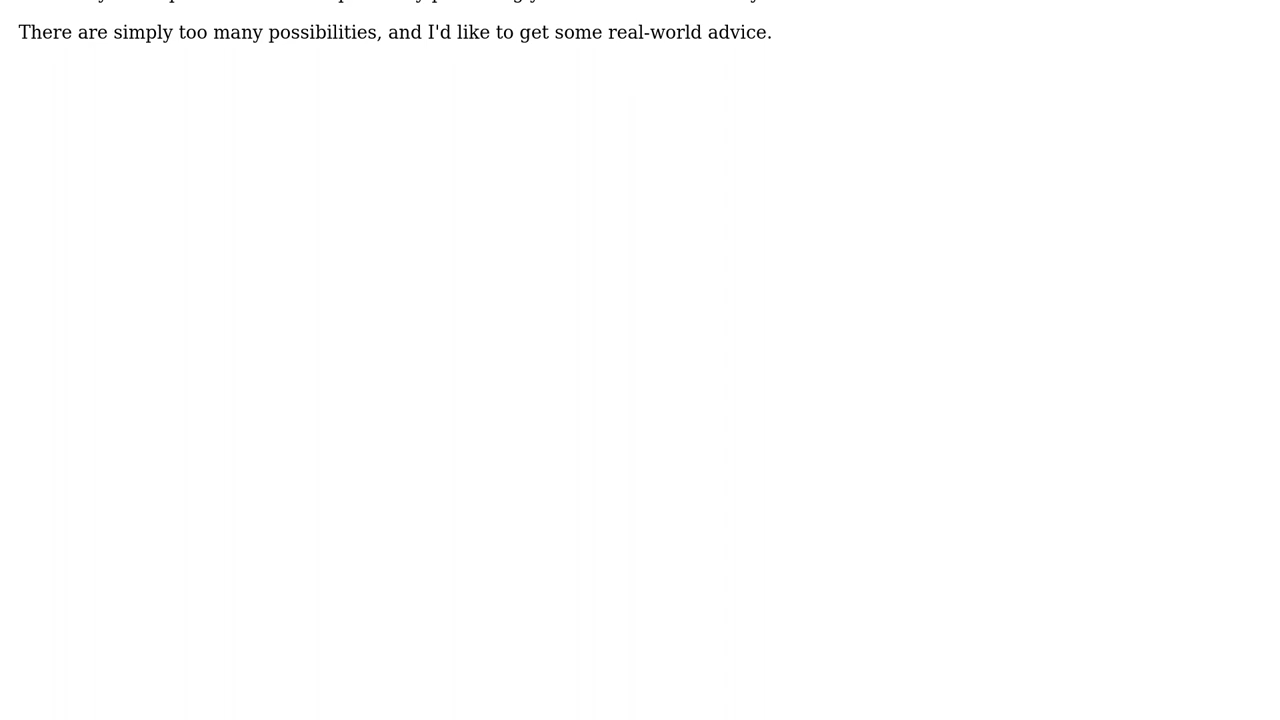 There are simply too many possibilities, and I'd like to get some real-world advice.